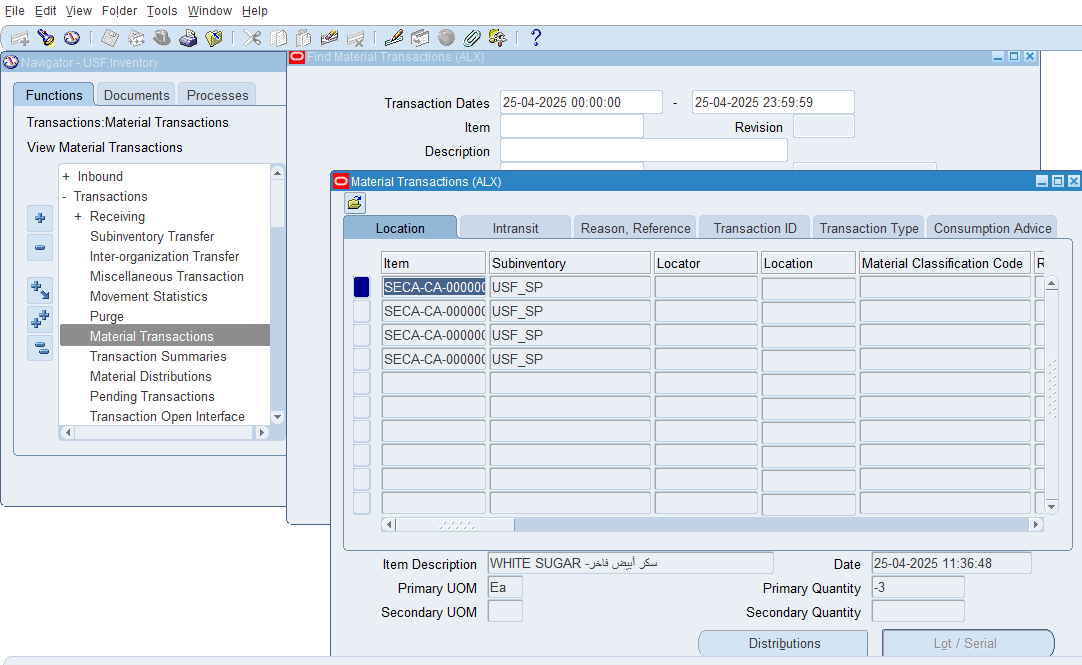 File Edit View Folder Tools Window Help
Navigator - USF.Inventory
Find Material Transactions (ALX)
Functions Documents Processes
Transactions:Material Transactions
View Material Transactions
+ Inbound
- Transactions
+ Receiving
Subinventory Transfer
Inter-organization Transfer
Miscellaneous Transaction
Movement Statistics
Purge
Material Transactions
Transaction Summaries
Material Distributions
Pending Transactions
Transaction Open Interface
Transaction Dates 25-04-2025 00:00:00 - 25-04-2025 23:59:59
Item Revision
Description
Material Transactions (ALX)
Location Intransit Reason, Reference Transaction ID Transaction Type Consumption Advice
Item Subinventory Locator Location Material Classification Code R
SECA-CA-000000 USF_SP
SECA-CA-000000 USF_SP
SECA-CA-000000 USF_SP
SECA-CA-000000 USF_SP
Item Description WHITE SUGAR -سكر أبيض فاخر Date 25-04-2025 11:36:48
Primary UOM Ea Primary Quantity -3
Secondary UOM Secondary Quantity
Distributions Lot / Serial